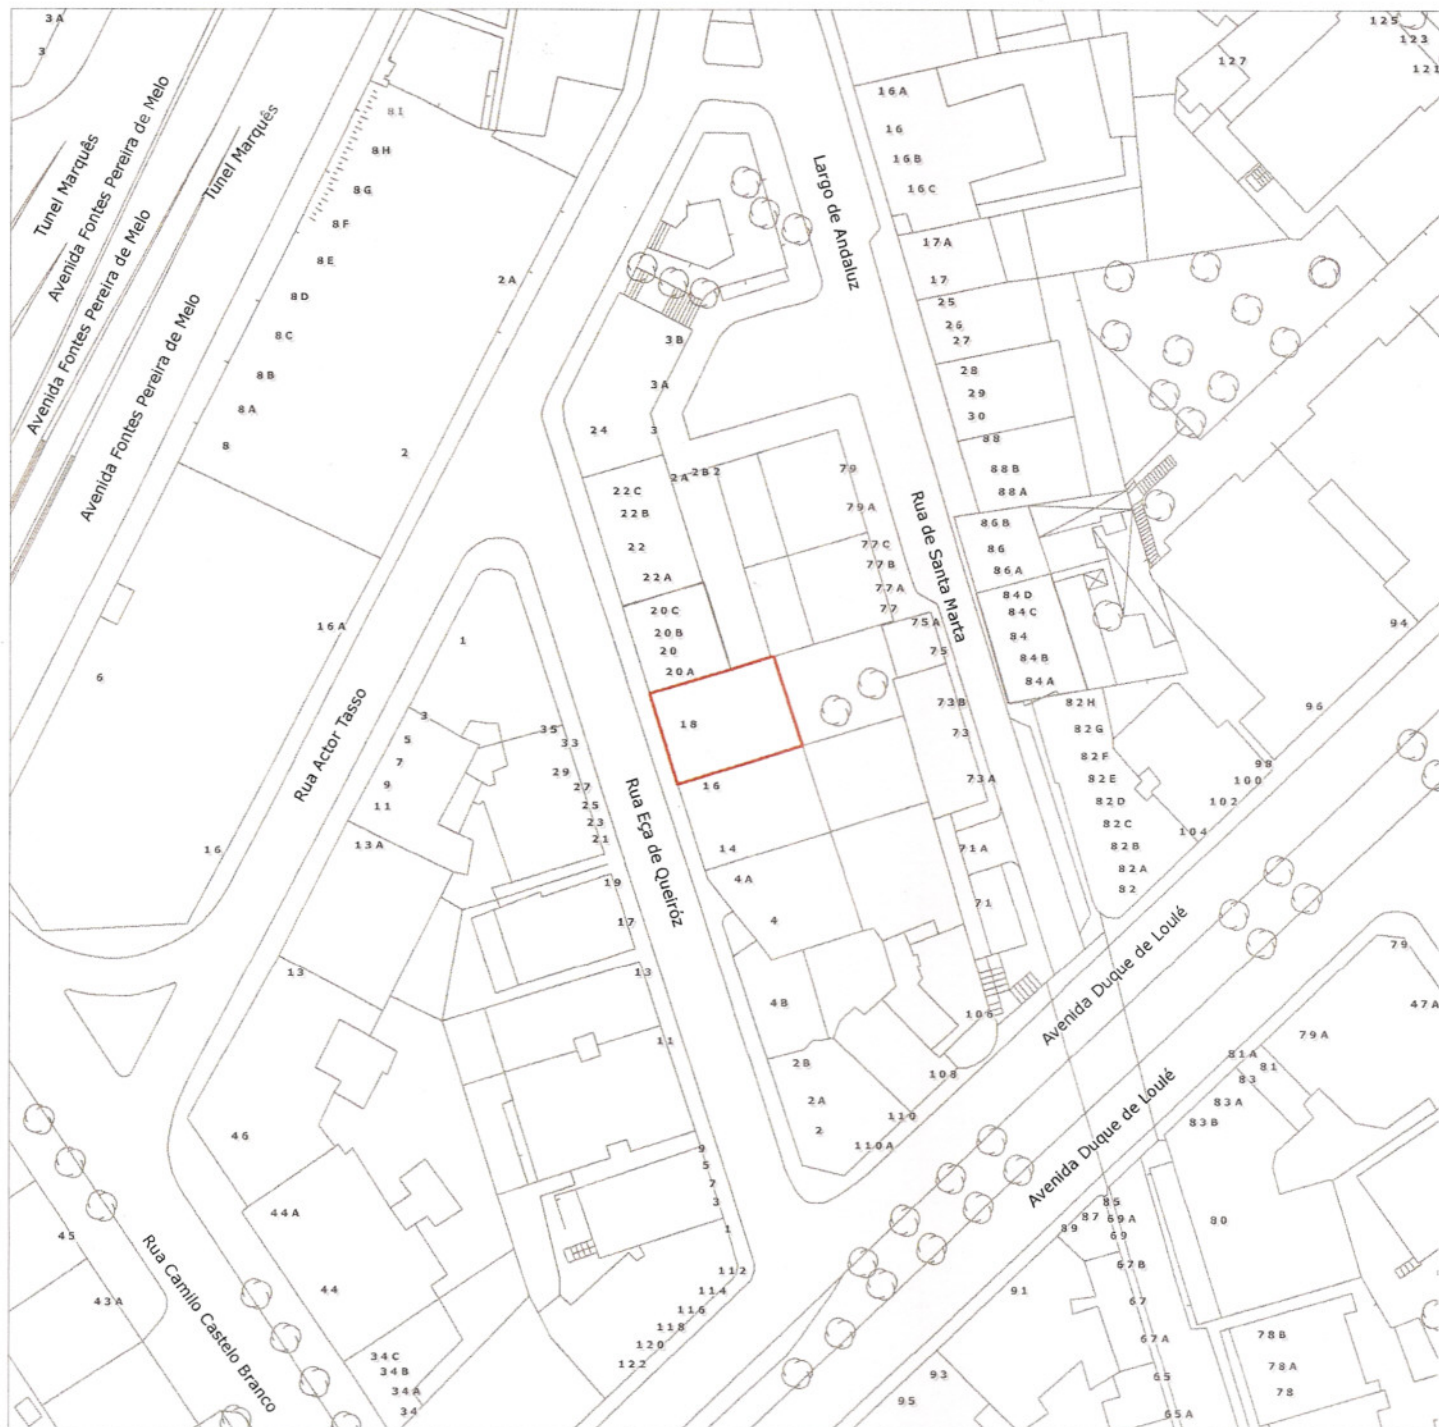 3A
3
125
123
121
127
16A
16
16B
16C
8I
8H
8G
8F
8E
8D
8C
8B
8A
8
Tunel Marquês
Avenida Fontes Pereira de Melo
Tunel Marquês
Avenida Fontes Pereira de Melo
Avenida Fontes Pereira de Melo
Largo de Andaluz
2A
2
17A
17
25
26
27
28
29
30
88
88B
88A
3B
3A
3
24
2A
2B
2
79
79A
77C
77B
77A
77
75A
75
22C
22B
22
22A
20C
20B
20
20A
18
16
14
4A
4
4B
2B
2A
2
Rua de Santa Marta
86B
86
86A
84D
84C
84
84B
84A
82H
82G
82F
82E
82D
82C
82B
82A
82
94
96
98
100
102
104
73B
73
73A
71A
71
106
108
110
110A
16A
6
16
Rua Actor Tasso
1
3
5
7
9
11
13A
13
35
33
29
27
25
23
21
19
17
13
11
9
5
7
3
1
Rua Eça de Queiróz
Avenida Duque de Loulé
Avenida Duque de Loulé
79
47A
79A
81A
81
83
83A
83B
46
44A
44
45
43A
Rua Camilo Castelo Branco
34C
34B
34A
34
112
114
116
118
120
122
85
87
69A
89
69
67B
67
67A
65
65A
91
93
95
80
78B
78A
78